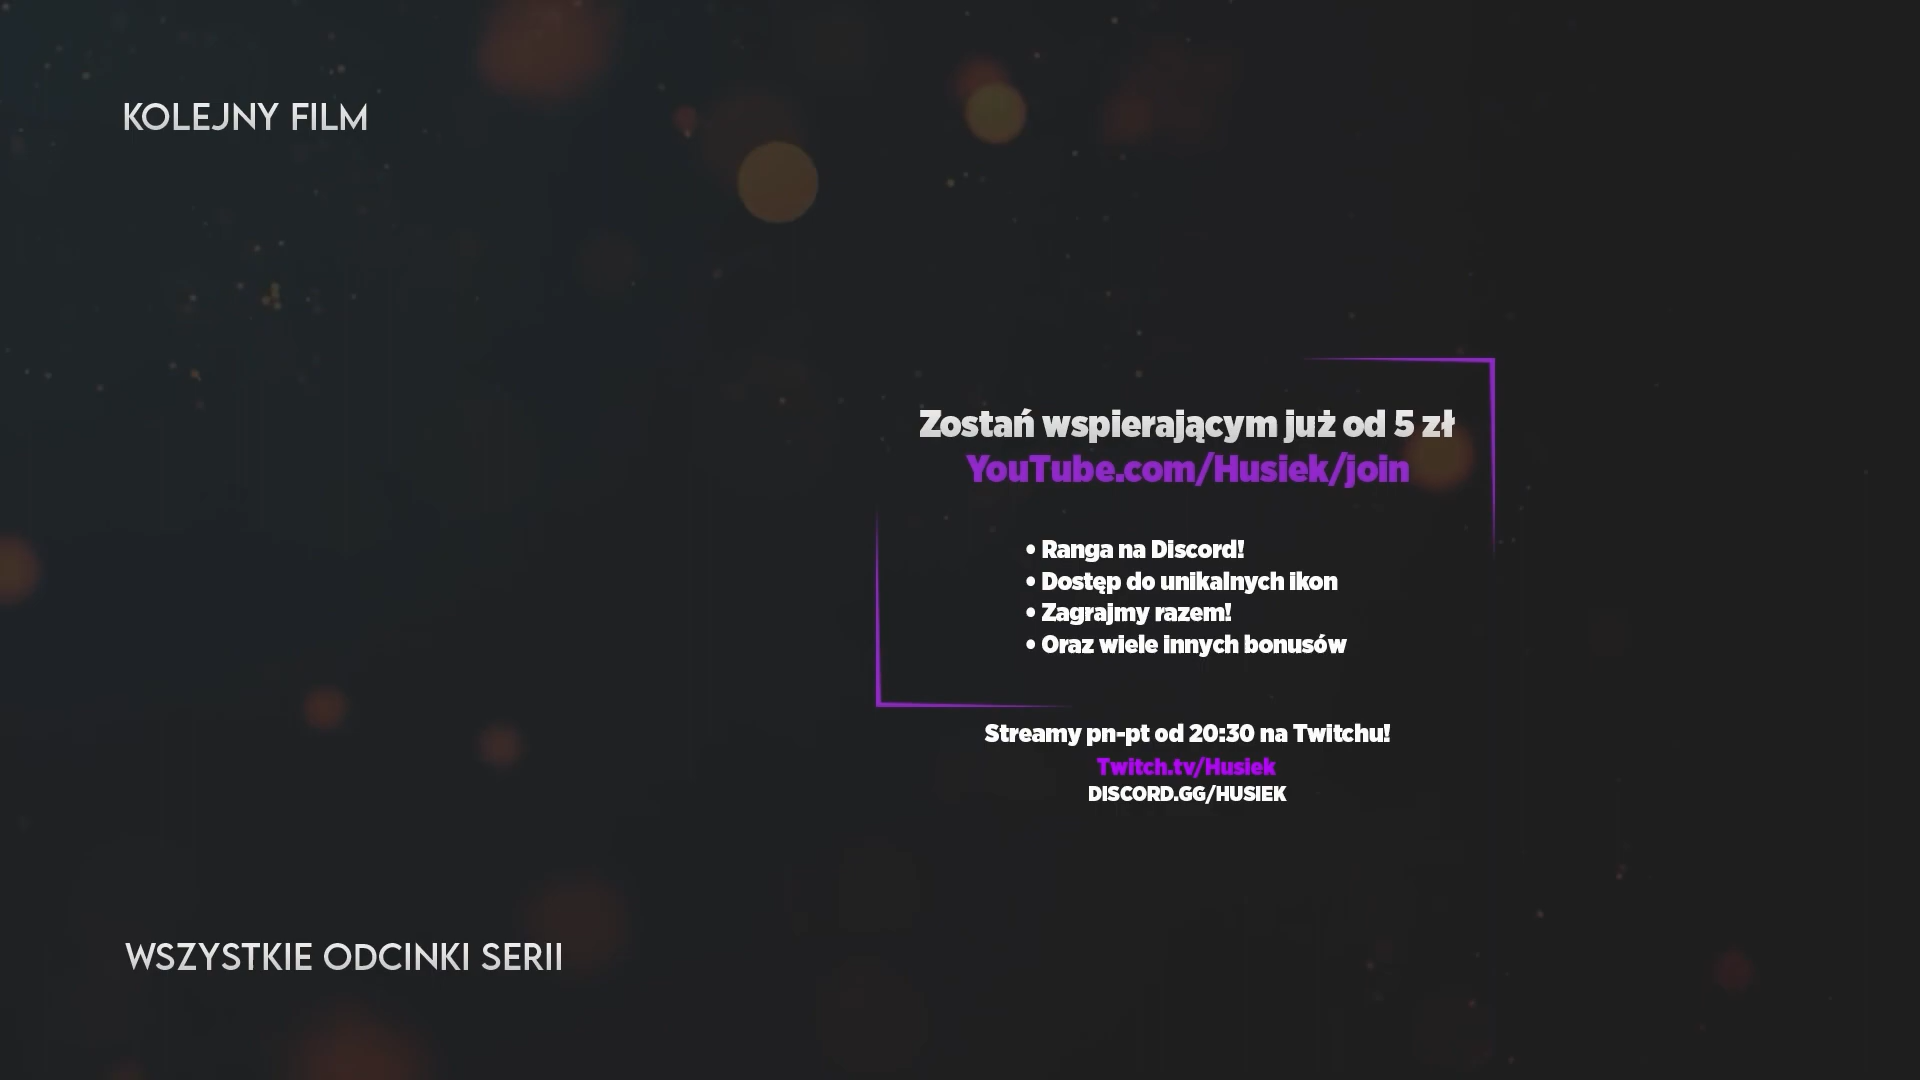 KOLEJNY FILM
Zostań wspierającym już od 5 zł
YouTube.com/Husiek/join
• Ranga na Discord!
• Dostęp do unikalnych ikon
• Zagrajmy razem!
• Oraz wiele innych bonusów
Streamy pn-pt od 20:30 na Twitchu!
Twitch.tv/Husiek
DISCORD.GG/HUSIEK
WSZYSTKIE ODCINKI SERII